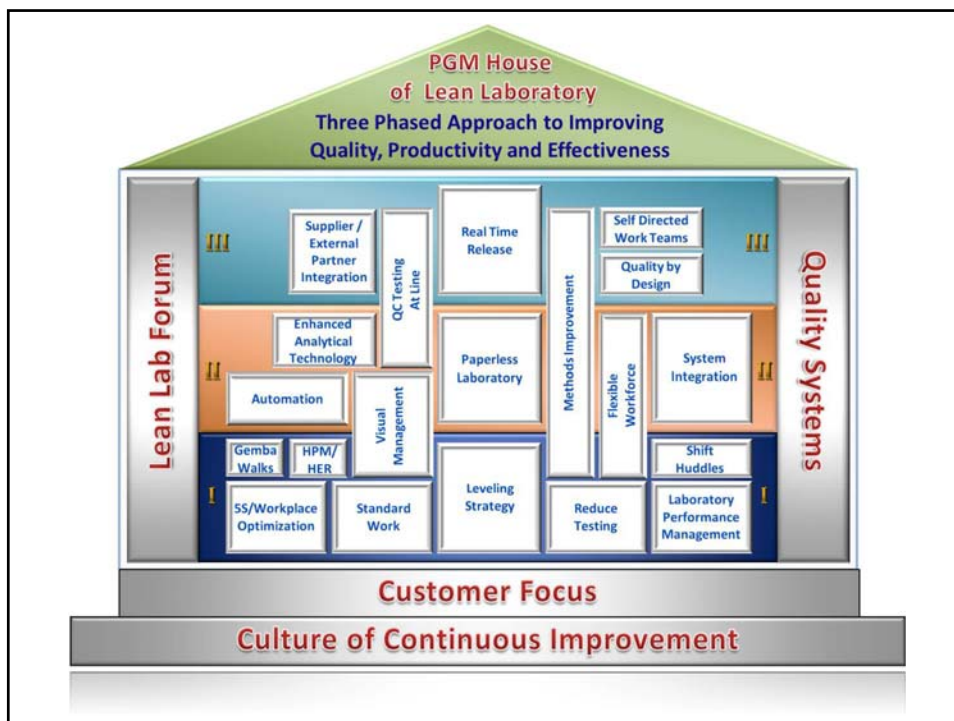 PGM House
of Lean Laboratory
Three Phased Approach to Improving
Quality, Productivity and Effectiveness
Lean Lab Forum
III
Supplier /
External
Partner
Integration
QC Testing
At Line
Real Time
Release
Methods Improvement
Self Directed
Work Teams
Quality by
Design
III
Quality Systems
II
Enhanced
Analytical
Technology
Automation
Visual
Management
Paperless
Laboratory
Flexible
Workforce
System
Integration
II
I
Gemba
Walks
HPM/
HER
5S/Workplace
Optimization
Standard
Work
Leveling
Strategy
Reduce
Testing
Shift
Huddles
Laboratory
Performance
Management
I
Customer Focus
Culture of Continuous Improvement